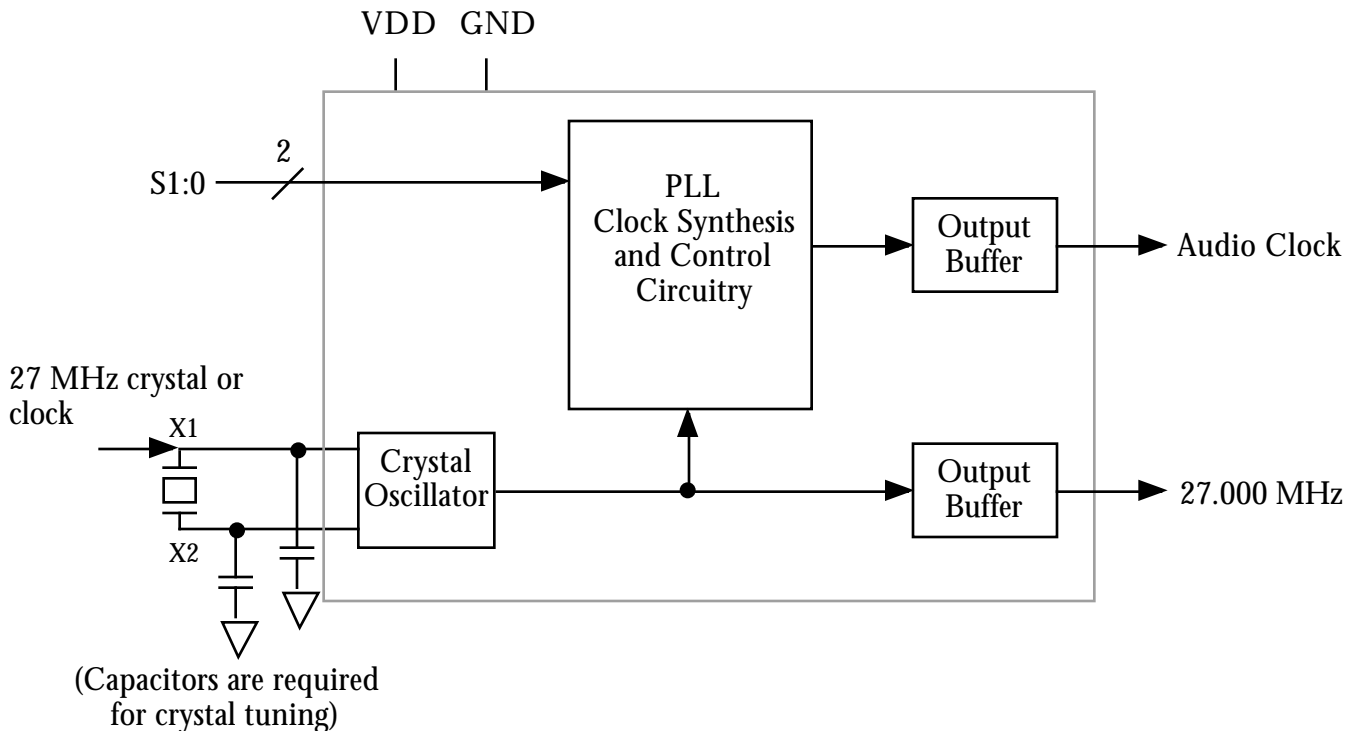 VDD GND
2
S1:0
PLL
Clock Synthesis
and Control
Circuitry
Output
Buffer
Audio Clock
27 MHz crystal or
clock
X1
Crystal
Oscillator
Output
Buffer
27.000 MHz
X2
(Capacitors are required
for crystal tuning)